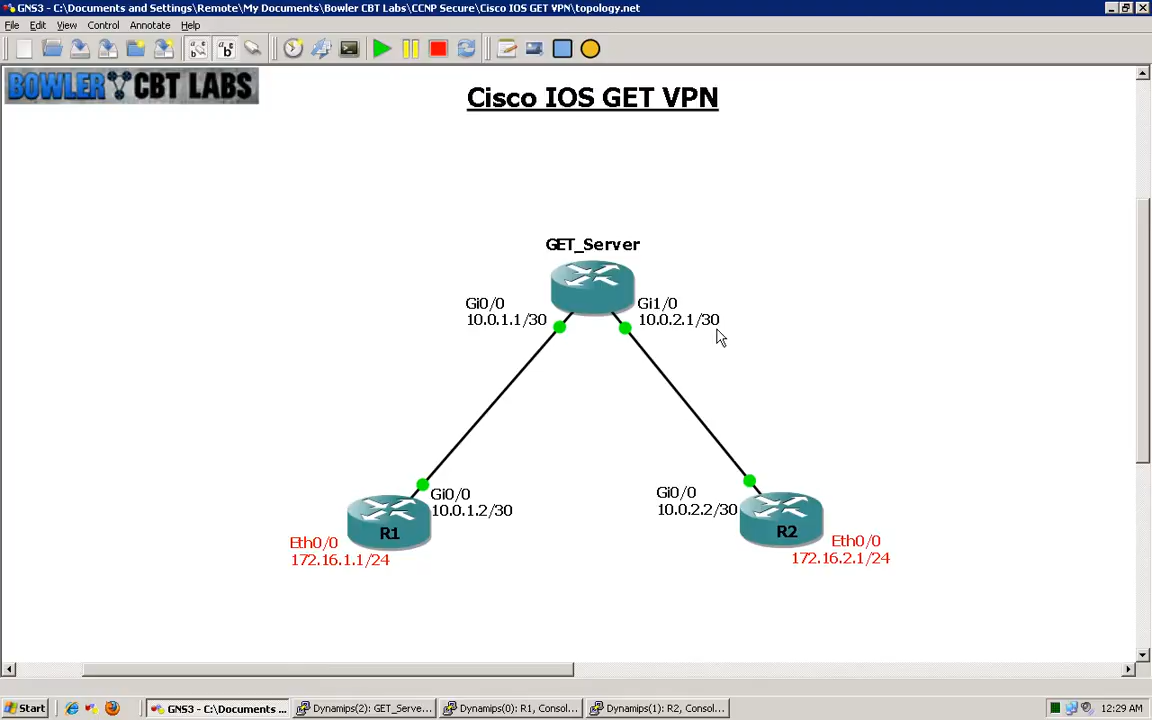 GNS3 - C:\Documents and Settings\Remote\My Documents\Bowler CBT Labs\CCNP Secure\Cisco IOS GET VPN\topology.net
File Edit View Control Annotate Help
BOWLER CBT LABS
Cisco IOS GET VPN
GET_Server
Gi0/0
10.0.1.1/30
Gi1/0
10.0.2.1/30
Gi0/0
10.0.1.2/30
R1
Eth0/0
172.16.1.1/24
Gi0/0
10.0.2.2/30
R2
Eth0/0
172.16.2.1/24
Start
GNS3 - C:\Documents ...
Dynamips(2): GET_Serve...
Dynamips(0): R1, Consol...
Dynamips(1): R2, Consol...
12:29 AM